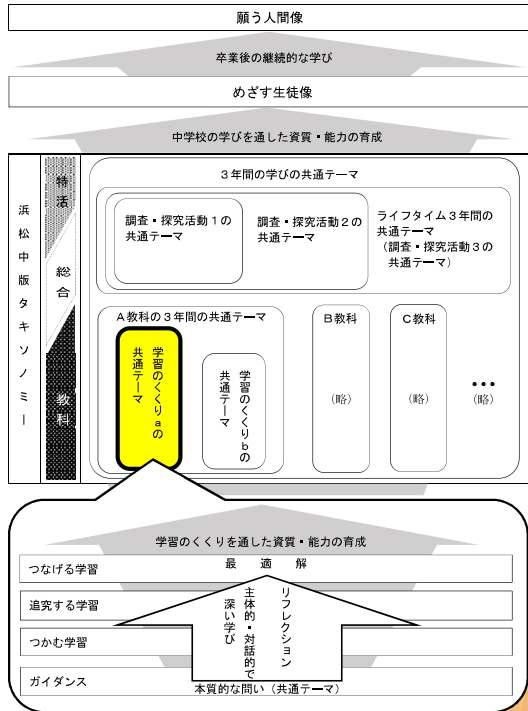 願う人間像
卒業後の継続的な学び
めざす生徒像
中学校の学びを通した資質・能力の育成
浜松中版タキソノミー
特活
総合
教科
3年間の学びの共通テーマ
調査・探究活動1の
共通テーマ
調査・探究活動2の
共通テーマ
ライフタイム3年間の
共通テーマ
（調査・探究活動3の
共通テーマ）
A教科の3年間の共通テーマ
学習のくくりaの
共通テーマ
学習のくくりbの
共通テーマ
B教科
（略）
C教科
（略）
•••
（略）
学習のくくりを通した資質・能力の育成
つなげる学習
追究する学習
つかむ学習
ガイダンス
最適解
リフレクション
主体的・対話的で
深い学び
本質的な問い（共通テーマ）